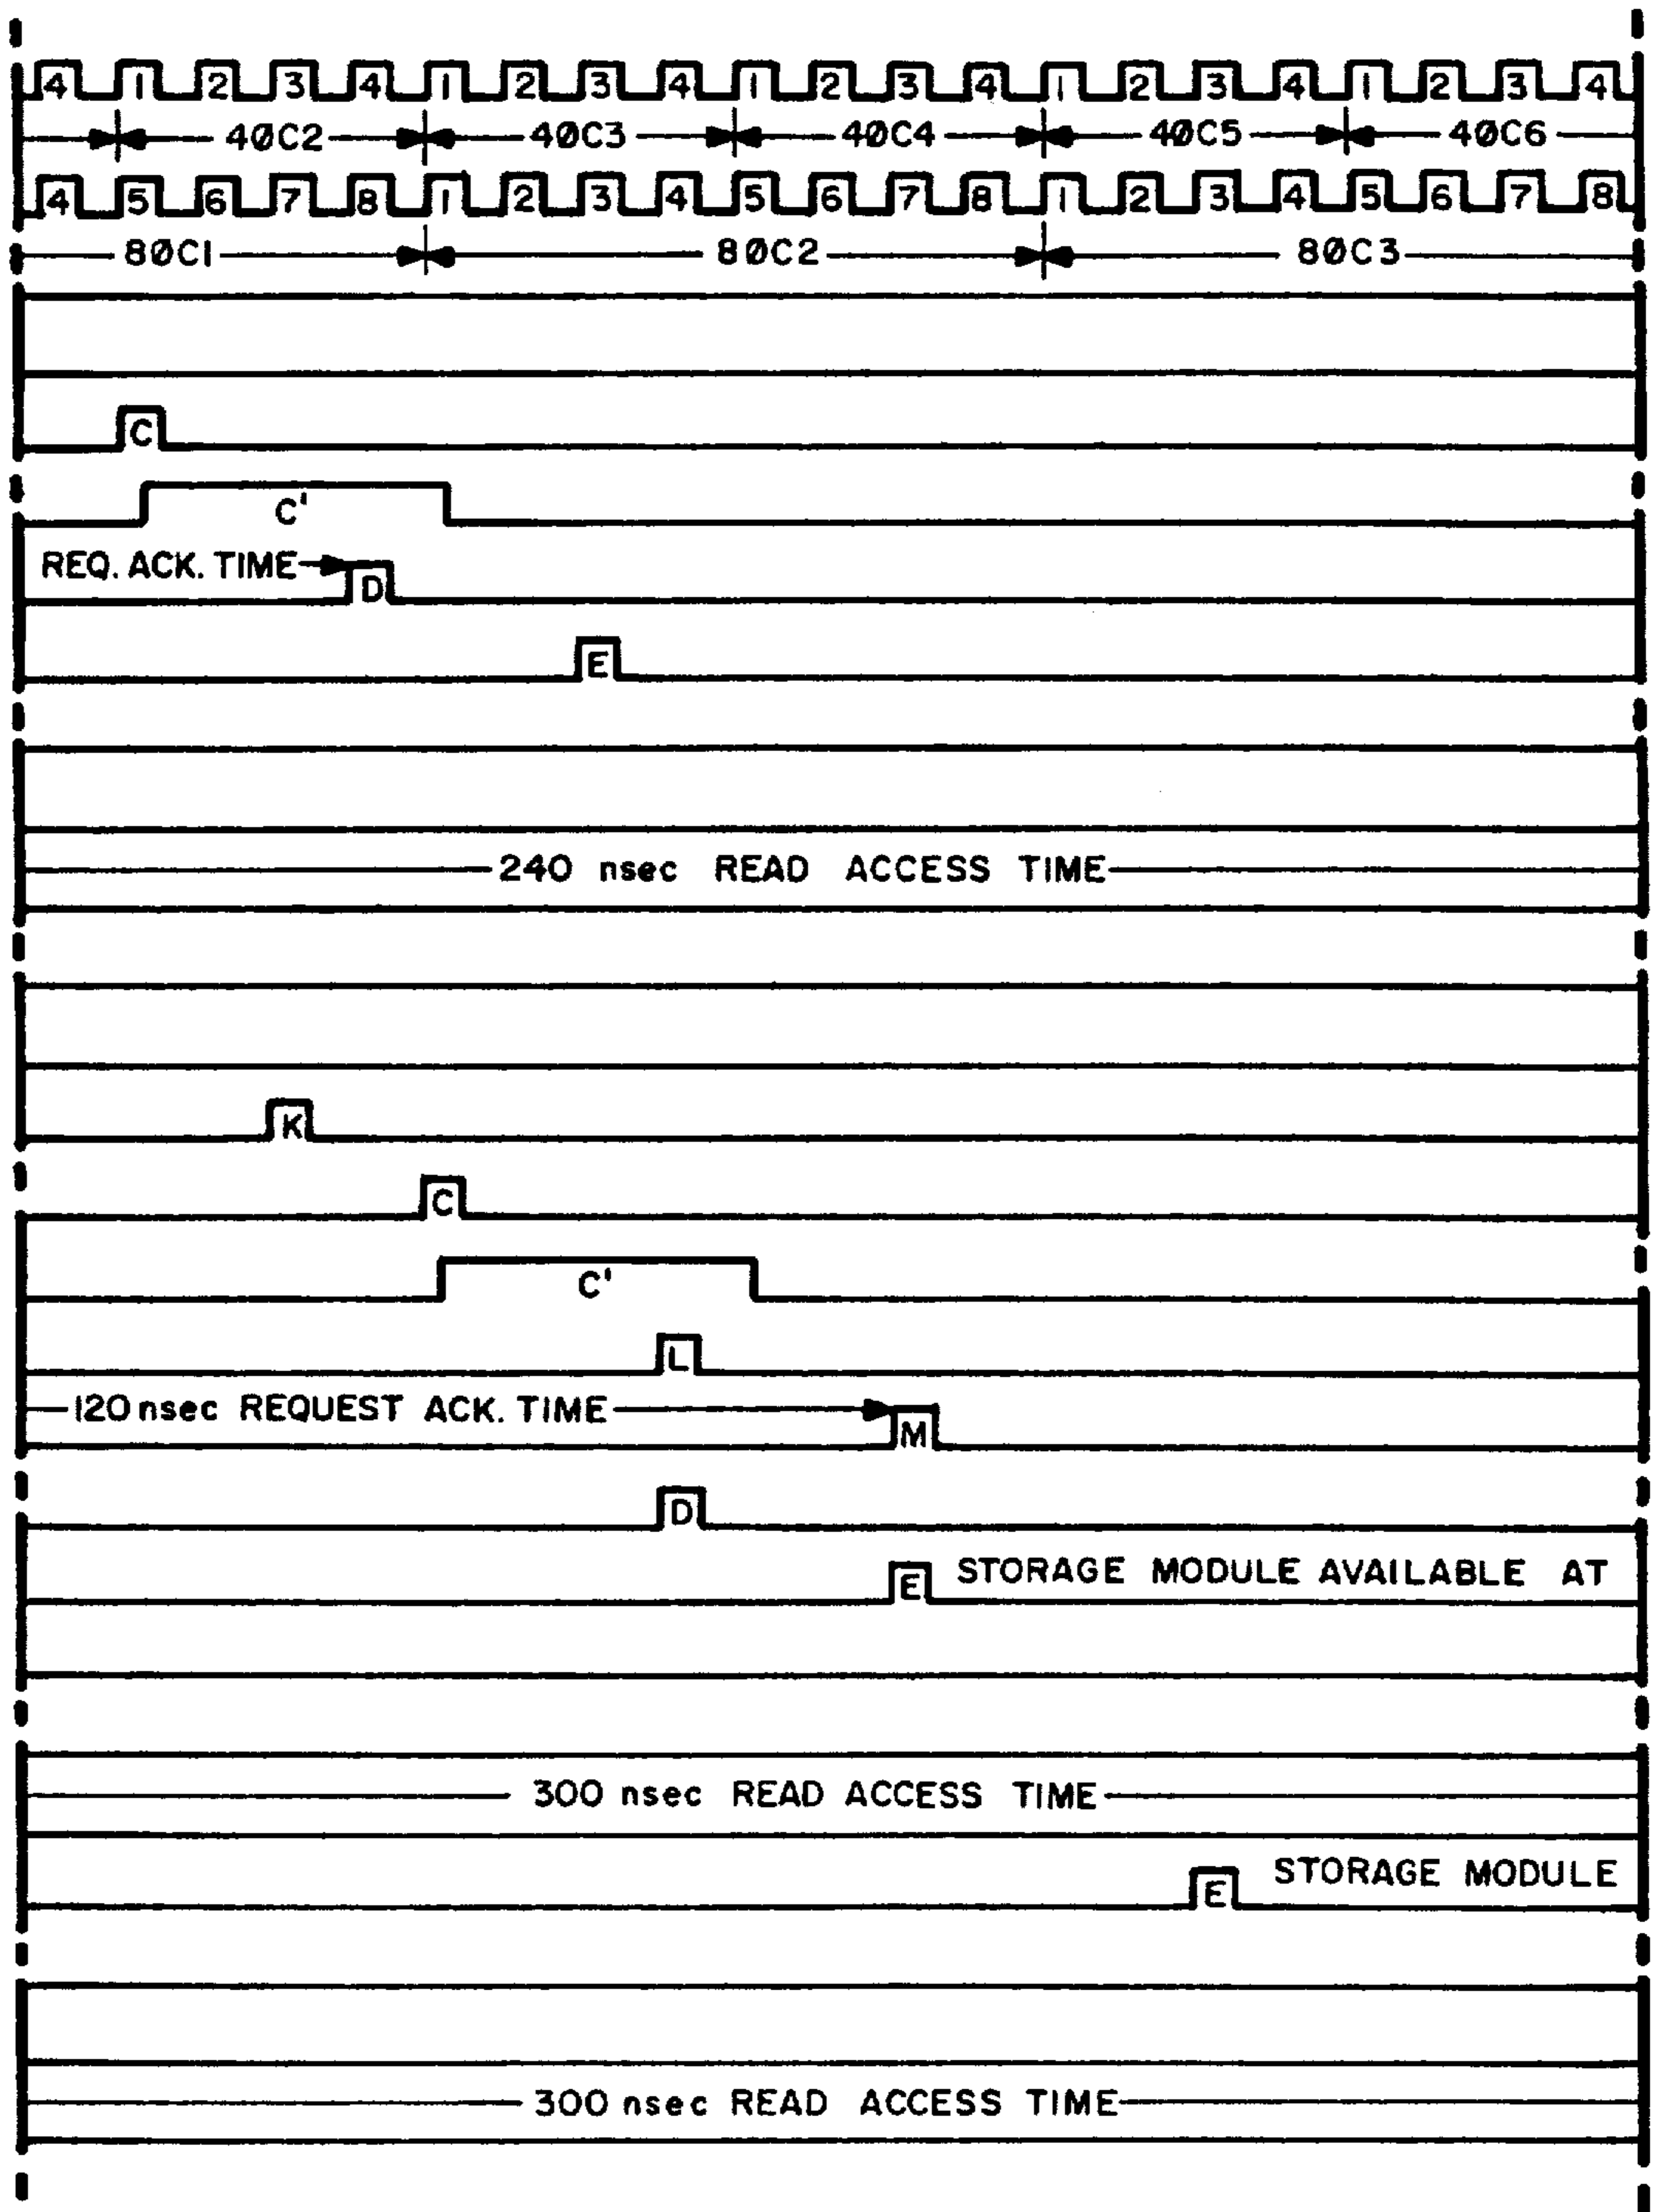 4 1 2 3 4 1 2 3 4 1 2 3 4 1 2 3 4 1 2 3 4
40C2 40C3 40C4 40C5 40C6
4 5 6 7 8 1 2 3 4 5 6 7 8 1 2 3 4 5 6 7 8
80C1 80C2 80C3
C
C'
REQ. ACK. TIME
D
E
240 nsec READ ACCESS TIME
K
C
C'
L
120 nsec REQUEST ACK. TIME
M
D
E STORAGE MODULE AVAILABLE AT
300 nsec READ ACCESS TIME
E STORAGE MODULE
300 nsec READ ACCESS TIME